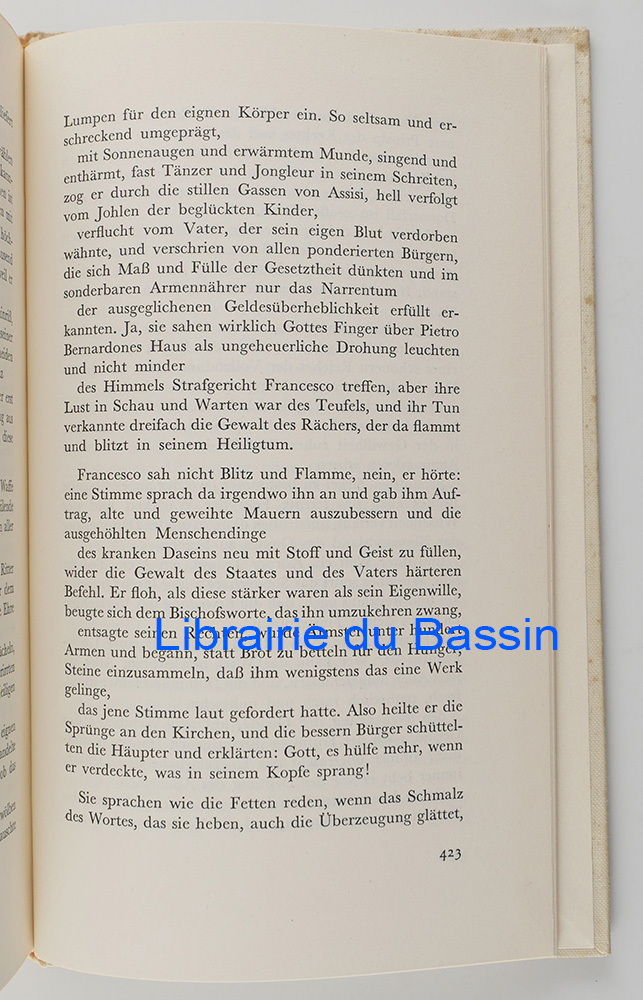 Lumpen für den eignen Körper ein. So seltsam und er-
schreckend umgeprägt,
mit Sonnenaugen und erwärmtem Munde, singend und
enthärmt, fast Tänzer und Jongleur in seinem Schreiten,
zog er durch die stillen Gassen von Assisi, hell verfolgt
vom Johlen der beglückten Kinder,
verflucht vom Vater, der sein eigen Blut verdorben
wähnte, und verschrien von allen ponderierten Bürgern,
die sich Maß und Fülle der Gesetztheit dünkten und im
sonderbaren Armennährer nur das Narrentum
der ausgeglichenen Geldesüberheblichkeit erfüllt er-
kannten. Ja, sie sahen wirklich Gottes Finger über Pietro
Bernardones Haus als ungeheuerliche Drohung leuchten
und nicht minder
des Himmels Strafgericht Francesco treffen, aber ihre
Lust in Schau und Warten war des Teufels, und ihr Tun
verkannte dreifach die Gewalt des Rächers, der da flammt
und blitzt in seinem Heiligtum.
Francesco sah nicht Blitz und Flamme, nein, er hörte:
eine Stimme sprach da irgendwo ihn an und gab ihm Auf-
trag, alte und geweihte Mauern auszubessern und die
ausgehöhlten Menschendinge
des kranken Daseins neu mit Stoff und Geist zu füllen,
wider die Gewalt des Staates und des Vaters härteren
Befehl. Er floh, als diese stärker waren als sein Eigenwille,
beugte sich dem Bischofsworte, das ihn umzukehren zwang,
entsagte seinen Rechten, wurde Ärmster unter hundert
Armen und begann, statt Brot zu betteln für den Hunger,
Steine einzusammeln, daß ihm wenigstens das eine Werk
gelinge,
das jene Stimme laut gefordert hatte. Also heilte er die
Sprünge an den Kirchen, und die bessern Bürger schüttel-
ten die Häupter und erklärten: Gott, es hülfe mehr, wenn
er verdeckte, was in seinem Kopfe sprang!
Sie sprachen wie die Fetten reden, wenn das Schmalz
des Wortes, das sie heben, auch die Überzeugung glättet,
423
Librairie du Bassin